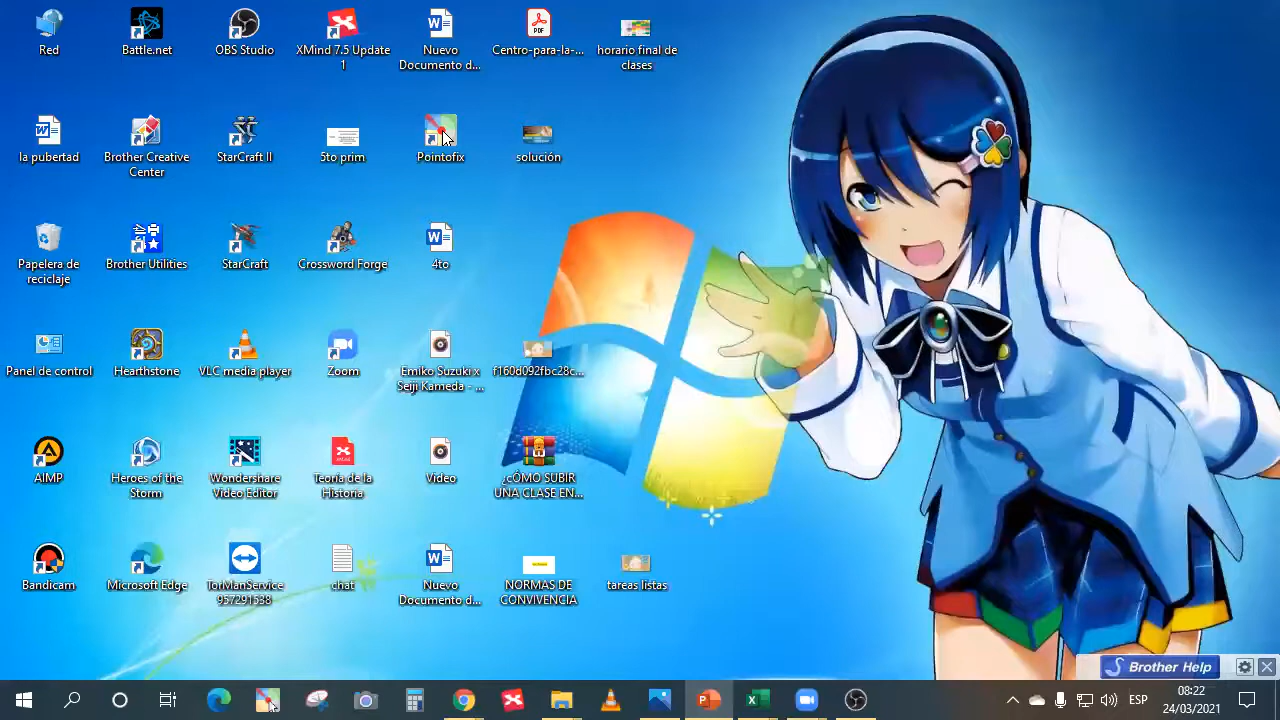 Red
Battle.net
OBS Studio
XMind 7.5 Update
1
Nuevo
Documento d...
PDF
Centro-para-la-...
horario final de
clases
la pubertad
Brother Creative
Center
StarCraft II
5to prim
Pointofix
solución
Papelera de
reciclaje
Brother Utilities
StarCraft
Crossword Forge
4to
Panel de control
Hearthstone
VLC media player
Zoom
Emiko Suzuki x
Seiji Kameda - ...
f160d092fbc28c...
AIMP
Heroes of the
Storm
Wondershare
Video Editor
Teoria de la
Historia
Video
¿cÓMO SUBIR
UNA CLASE EN...
Bandicam
Microsoft Edge
TorManService
957291538
chat
Nuevo
Documento d...
NORMAS DE
CONVIVENCIA
tareas listas
Brother Help
ESP
08:22
24/03/2021